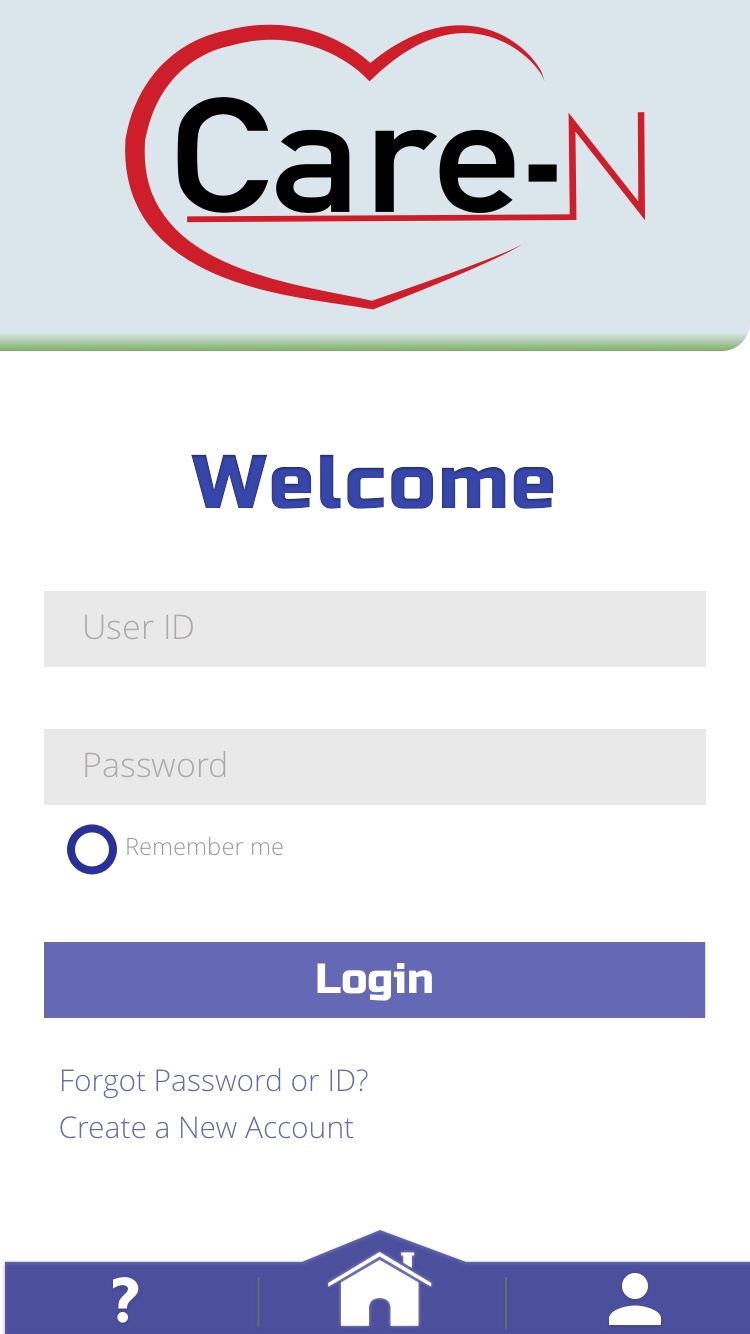 Care-N
Welcome
User ID
Password
Remember me
Login
Forgot Password or ID?
Create a New Account
?